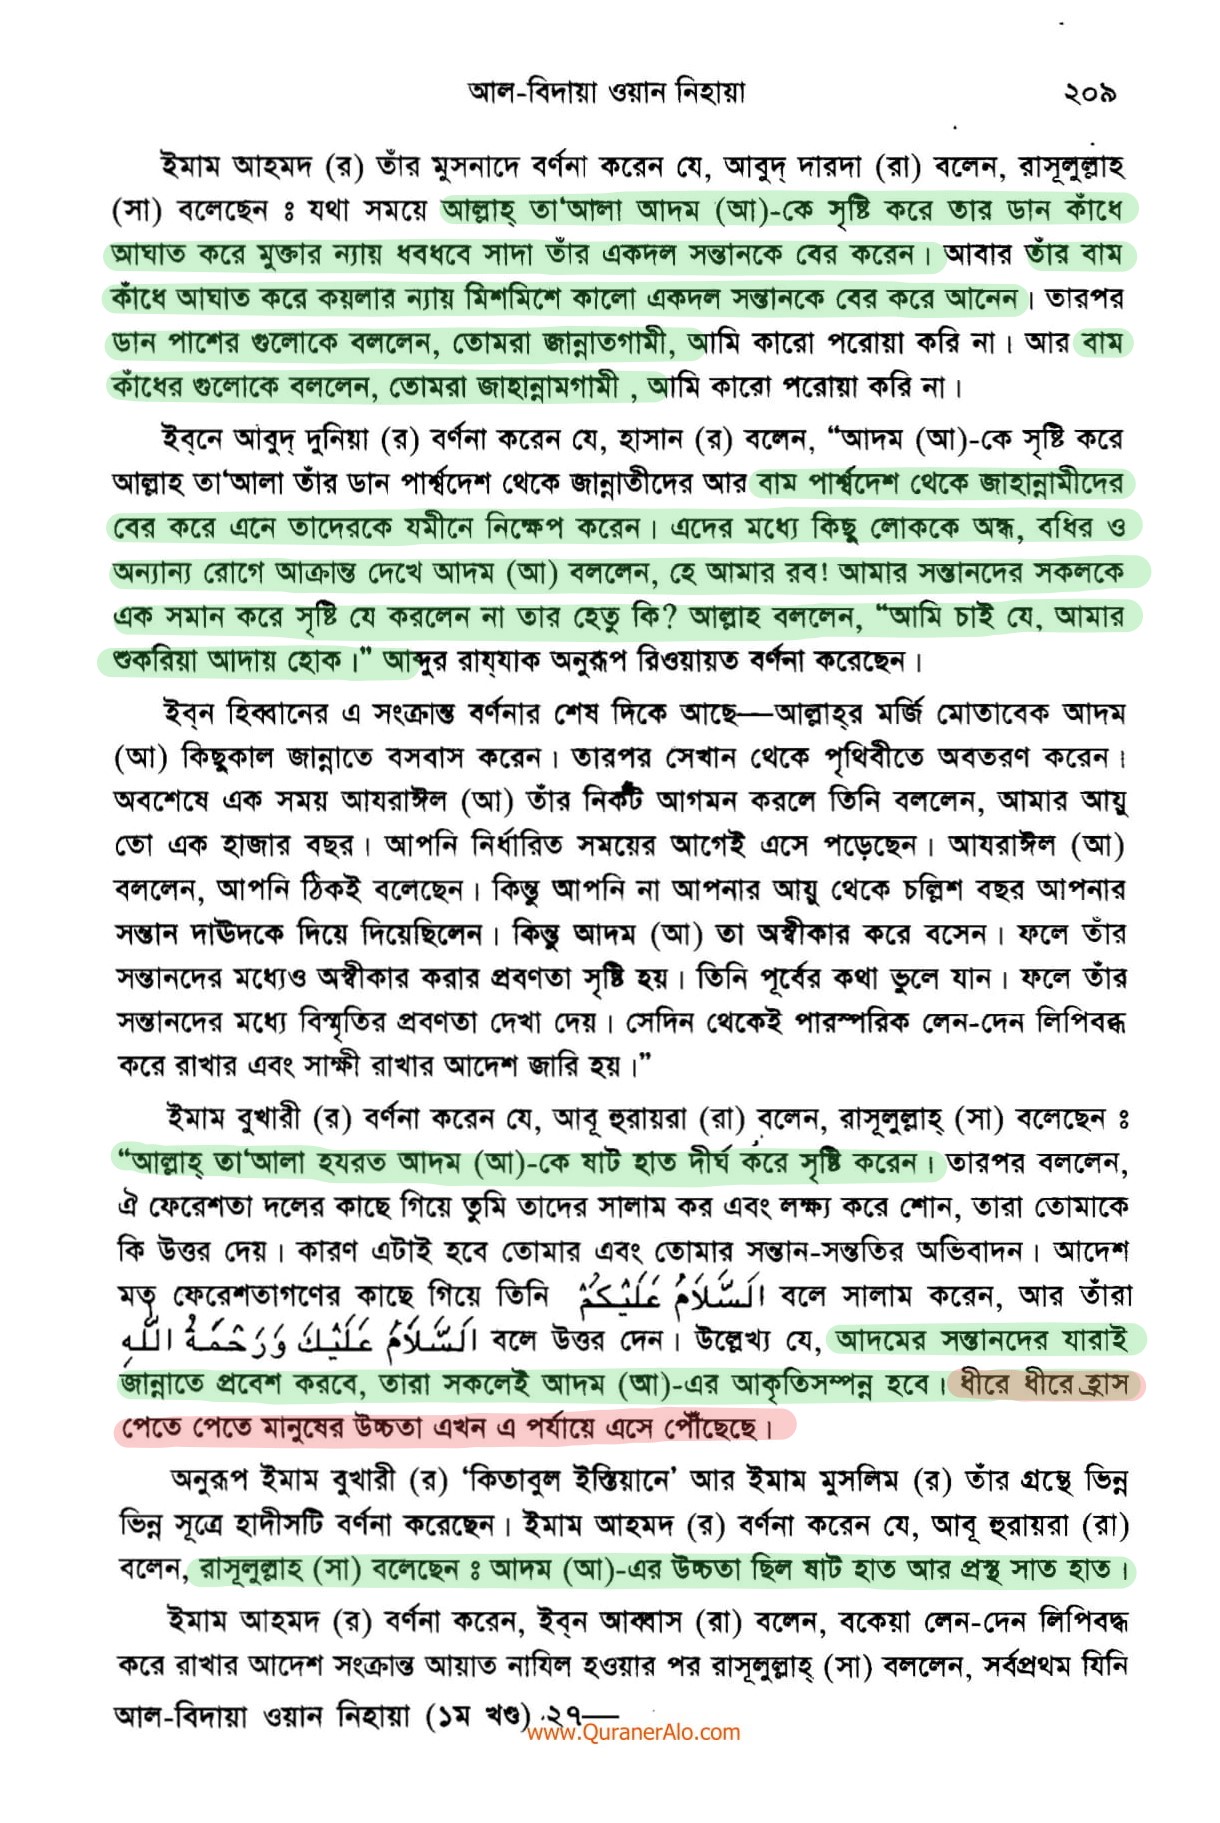 আল-বিদায়া ওয়ান নিহায়া ২০৯
ইমাম আহমদ (র) তাঁর মুসনাদে বর্ণনা করেন যে, আবুদ্ দারদা (রা) বলেন, রাসূলুল্লাহ
(সা) বলেছেন ঃ যথা সময়ে আল্লাহ্ তা‘আলা আদম (আ)-কে সৃষ্টি করে তার ডান কাঁধে
আঘাত করে মুক্তার ন্যায় ধবধবে সাদা তাঁর একদল সন্তানকে বের করেন। আবার তাঁর বাম
কাঁধে আঘাত করে কয়লার ন্যায় মিশমিশে কালো একদল সন্তানকে বের করে আনেন। তারপর
ডান পাশের গুলোকে বললেন, তোমরা জান্নাতগামী, আমি কারো পরোয়া করি না। আর বাম
কাঁধের গুলোকে বললেন, তোমরা জাহান্নামগামী , আমি কারো পরোয়া করি না।
ইব্‌নে আবুদ্ দুনিয়া (র) বর্ণনা করেন যে, হাসান (র) বলেন, “আদম (আ)-কে সৃষ্টি করে
আল্লাহ তা‘আলা তাঁর ডান পার্শ্বদেশ থেকে জান্নাতীদের আর বাম পার্শ্বদেশ থেকে জাহান্নামীদের
বের করে এনে তাদেরকে যমীনে নিক্ষেপ করেন। এদের মধ্যে কিছু লোককে অন্ধ, বধির ও
অন্যান্য রোগে আক্রান্ত দেখে আদম (আ) বললেন, হে আমার রব! আমার সন্তানদের সকলকে
এক সমান করে সৃষ্টি যে করলেন না তার হেতু কি? আল্লাহ বললেন, “আমি চাই যে, আমার
শুকরিয়া আদায় হোক।” আব্দুর রায্‌যাক অনুরূপ রিওয়ায়ত বর্ণনা করেছেন।
ইব্‌ন হিব্বানের এ সংক্রান্ত বর্ণনার শেষ দিকে আছে—আল্লাহ্‌র মর্জি মোতাবেক আদম
(আ) কিছুকাল জান্নাতে বসবাস করেন। তারপর সেখান থেকে পৃথিবীতে অবতরণ করেন।
অবশেষে এক সময় আযরাঈল (আ) তাঁর নিকট আগমন করলে তিনি বললেন, আমার আয়ু
তো এক হাজার বছর। আপনি নির্ধারিত সময়ের আগেই এসে পড়েছেন। আযরাঈল (আ)
বললেন, আপনি ঠিকই বলেছেন। কিন্তু আপনি না আপনার আয়ু থেকে চল্লিশ বছর আপনার
সন্তান দাঊদকে দিয়ে দিয়েছিলেন। কিন্তু আদম (আ) তা অস্বীকার করে বসেন। ফলে তাঁর
সন্তানদের মধ্যেও অস্বীকার করার প্রবণতা সৃষ্টি হয়। তিনি পূর্বের কথা ভুলে যান। ফলে তাঁর
সন্তানদের মধ্যে বিস্মৃতির প্রবণতা দেখা দেয়। সেদিন থেকেই পারস্পরিক লেন-দেন লিপিবদ্ধ
করে রাখার এবং সাক্ষী রাখার আদেশ জারি হয়।”
ইমাম বুখারী (র) বর্ণনা করেন যে, আবূ হুরায়রা (রা) বলেন, রাসূলুল্লাহ্ (সা) বলেছেন ঃ
“আল্লাহ্ তা‘আলা হযরত আদম (আ)-কে ষাট হাত দীর্ঘ করে সৃষ্টি করেন। তারপর বললেন,
ঐ ফেরেশতা দলের কাছে গিয়ে তুমি তাদের সালাম কর এবং লক্ষ্য করে শোন, তারা তোমাকে
কি উত্তর দেয়। কারণ এটাই হবে তোমার এবং তোমার সন্তান-সন্ততির অভিবাদন। আদেশ
মত ফেরেশতাগণের কাছে গিয়ে তিনি اَلسَّلاَمُ عَلَيْكُمْ বলে সালাম করেন, আর তাঁরা
اَلسَّلاَمُ عَلَيْكَ وَرَحْمَةُ اللّٰهِ বলে উত্তর দেন। উল্লেখ্য যে, আদমের সন্তানদের যারাই
জান্নাতে প্রবেশ করবে, তারা সকলেই আদম (আ)-এর আকৃতিসম্পন্ন হবে। ধীরে ধীরে হ্রাস
পেতে পেতে মানুষের উচ্চতা এখন এ পর্যায়ে এসে পৌঁছেছে।
অনুরূপ ইমাম বুখারী (র) ‘কিতাবুল ইস্তিয়ানে’ আর ইমাম মুসলিম (র) তাঁর গ্রন্থে ভিন্ন
ভিন্ন সূত্রে হাদীসটি বর্ণনা করেছেন। ইমাম আহমদ (র) বর্ণনা করেন যে, আবূ হুরায়রা (রা)
বলেন, রাসূলুল্লাহ (সা) বলেছেন ঃ আদম (আ)-এর উচ্চতা ছিল ষাট হাত আর প্রস্থ সাত হাত।
ইমাম আহমদ (র) বর্ণনা করেন, ইব্‌ন আব্বাস (রা) বলেন, বকেয়া লেন-দেন লিপিবদ্ধ
করে রাখার আদেশ সংক্রান্ত আয়াত নাযিল হওয়ার পর রাসূলুল্লাহ্ (সা) বললেন, সর্বপ্রথম যিনি
আল-বিদায়া ওয়ান নিহায়া (১ম খণ্ড) ২৭—
www.QuranerAlo.com